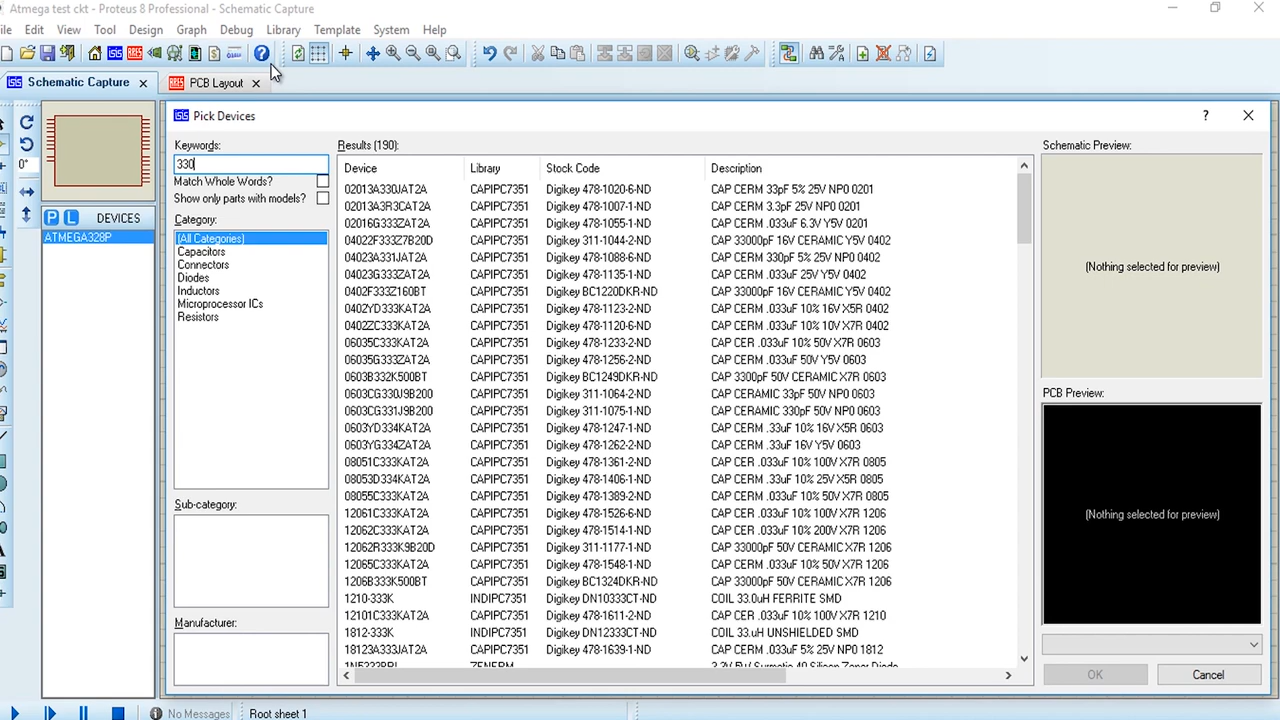 Atmega test ckt - Proteus 8 Professional - Schematic Capture
ile Edit View Tool Design Graph Debug Library Template System Help
Schematic Capture
PCB Layout
Pick Devices
?
Keywords:
330
Match Whole Words?
Show only parts with models?
Category:
(All Categories)
Capacitors
Connectors
Diodes
Inductors
Microprocessor ICs
Resistors
Sub-category:
Manufacturer:
0°
P L DEVICES
ATMEGA328P
Results (190):
Device Library Stock Code Description
02013A330JAT2A CAPIPC7351 Digikey 478-1020-6-ND CAP CERM 33pF 5% 25V NP0 0201
02013A3R3CAT2A CAPIPC7351 Digikey 478-1007-1-ND CAP CERM 3.3pF 25V NP0 0201
02016G333ZAT2A CAPIPC7351 Digikey 478-1055-1-ND CAP CERM .033uF 6.3V Y5V 0201
04022F333Z7B20D CAPIPC7351 Digikey 311-1044-2-ND CAP 33000pF 16V CERAMIC Y5V 0402
04023A331JAT2A CAPIPC7351 Digikey 478-1088-6-ND CAP CERM 330pF 5% 25V NP0 0402
04023G333ZAT2A CAPIPC7351 Digikey 478-1135-1-ND CAP CERM .033uF 25V Y5V 0402
0402F333Z160BT CAPIPC7351 Digikey BC1220DKR-ND CAP 33000pF 16V CERAMIC Y5V 0402
0402YD333KAT2A CAPIPC7351 Digikey 478-1123-2-ND CAP CERM .033uF 10% 16V X5R 0402
0402ZC333KAT2A CAPIPC7351 Digikey 478-1120-6-ND CAP CERM .033uF 10% 10V X7R 0402
06035C333KAT2A CAPIPC7351 Digikey 478-1233-2-ND CAP CER .033uF 10% 50V X7R 0603
06035G333ZAT2A CAPIPC7351 Digikey 478-1256-2-ND CAP CERM .033uF 50V Y5V 0603
0603B332K500BT CAPIPC7351 Digikey BC1249DKR-ND CAP 3300pF 50V CERAMIC X7R 0603
0603CG330J9B200 CAPIPC7351 Digikey 311-1064-2-ND CAP CERAMIC 33pF 50V NP0 0603
0603CG331J9B200 CAPIPC7351 Digikey 311-1075-1-ND CAP CERAMIC 330pF 50V NP0 0603
0603YD334KAT2A CAPIPC7351 Digikey 478-1247-1-ND CAP CERM .33uF 10% 16V X5R 0603
0603YG334ZAT2A CAPIPC7351 Digikey 478-1262-2-ND CAP CERM .33uF 16V Y5V 0603
08051C333KAT2A CAPIPC7351 Digikey 478-1361-2-ND CAP CER .033uF 10% 100V X7R 0805
08053D334KAT2A CAPIPC7351 Digikey 478-1406-1-ND CAP CERM .33uF 10% 25V X5R 0805
08055C333KAT2A CAPIPC7351 Digikey 478-1389-2-ND CAP CERM .033uF 10% 50V X7R 0805
12061C333KAT2A CAPIPC7351 Digikey 478-1526-6-ND CAP CER .033uF 10% 100V X7R 1206
12062C333KAT2A CAPIPC7351 Digikey 478-1514-1-ND CAP CER .033uF 10% 200V X7R 1206
12062R333K9B20D CAPIPC7351 Digikey 311-1177-1-ND CAP 33000pF 50V CERAMIC X7R 1206
12065C333KAT2A CAPIPC7351 Digikey 478-1548-1-ND CAP CERM .033uF 10% 50V X7R 1206
1206B333K500BT CAPIPC7351 Digikey BC1324DKR-ND CAP 33000pF 50V CERAMIC X7R 1206
1210-333K INDIPC7351 Digikey DN10333CT-ND COIL 33.0uH FERRITE SMD
12101C333KAT2A CAPIPC7351 Digikey 478-1611-2-ND CAP CER .033uF 10% 100V X7R 1210
1812-333K INDIPC7351 Digikey DN12333CT-ND COIL 33.uH UNSHIELDED SMD
18123A333JAT2A CAPIPC7351 Digikey 478-1639-1-ND CAP CERM .033uF 5% 25V NP0 1812
Schematic Preview:
(Nothing selected for preview)
PCB Preview:
(Nothing selected for preview)
OK
Cancel
No Messages
Root sheet 1